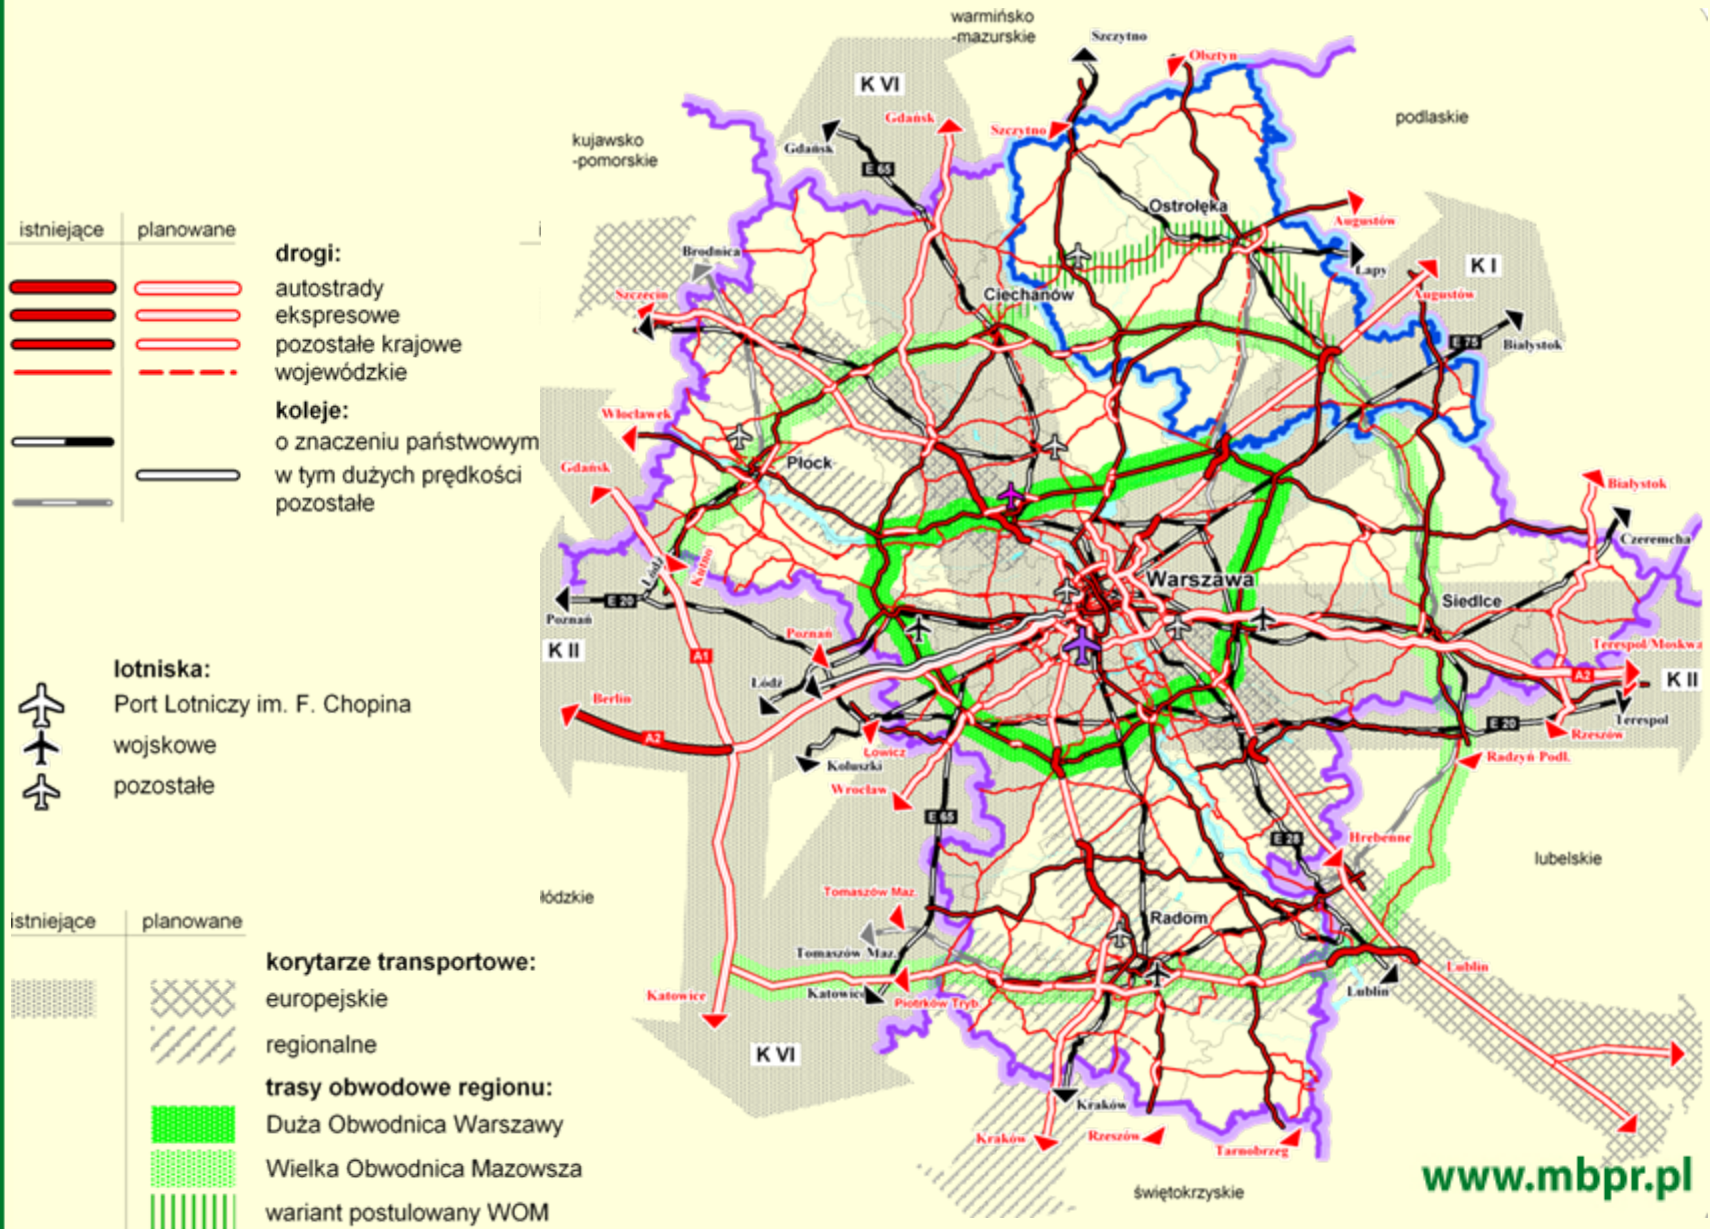 istniejące planowane
drogi:
autostrady
ekspresowe
pozostałe krajowe
wojewódzkie
koleje:
o znaczeniu państwowym
w tym dużych prędkości
pozostałe
lotniska:
Port Lotniczy im. F. Chopina
wojskowe
pozostałe
istniejące planowane
korytarze transportowe:
europejskie
regionalne
trasy obwodowe regionu:
Duża Obwodnica Warszawy
Wielka Obwodnica Mazowsza
wariant postulowany WOM
warmińsko
-mazurskie
Szczytno
Olsztyn
K VI
Gdańsk
Szczytno
podlaskie
kujawsko
-pomorskie
Gdańsk
E 65
Ostrołęka
Augustów
Brodnica
Łapy
K I
Szczecin
Ciechanów
Augustów
E 75
Białystok
Włocławek
Płock
Gdańsk
Białystok
Czeremcha
Łódź
Kutno
Warszawa
E 20
Poznań
Siedlce
Poznań
K II
A1
Terespol/Moskwa
A2
K II
Łódź
Berlin
A2
E 20
Terespol
Rzeszów
Łowicz
Koluszki
Radzyń Podl.
Wrocław
E 65
E 28
Hrebenne
lubelskie
łódzkie
Tomaszów Maz.
Radom
Tomaszów Maz.
Lublin
Katowice
Katowice
Piotrków Tryb.
Lublin
K VI
Kraków
Kraków
Rzeszów
Tarnobrzeg
świętokrzyskie
www.mbpr.pl